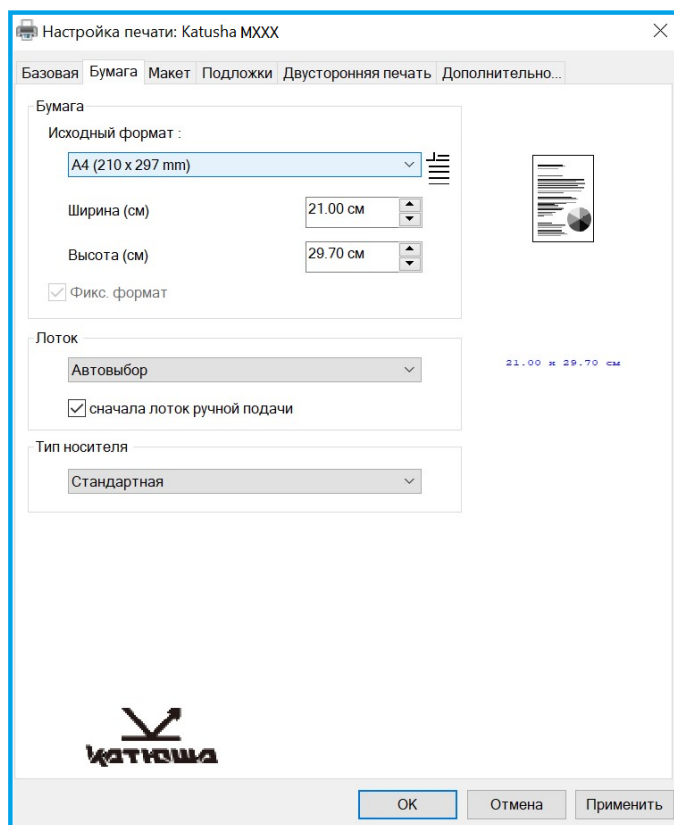 Настройка печати: Katusha MXXX
Базовая Бумага Макет Подложки Двусторонняя печать Дополнительно...
Бумага
Исходный формат :
A4 (210 x 297 mm)
Ширина (см) 21.00 см
Высота (см) 29.70 см
Фикс. формат
Лоток
Автовыбор
21.00 x 29.70 см
сначала лоток ручной подачи
Тип носителя
Стандартная
катюша
OK Отмена Применить